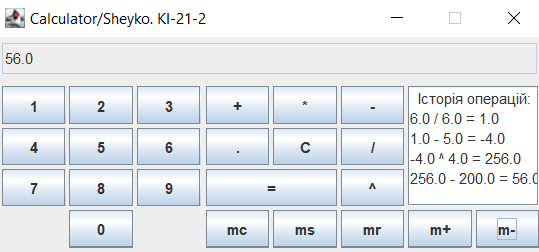 Calculator/Sheyko. KI-21-2
56.0
1 2 3 + * - Історія операцій:
6.0 / 6.0 = 1.0
1.0 - 5.0 = -4.0
4 5 6 . C /
-4.0 ^ 4.0 = 256.0
256.0 - 200.0 = 56.0
7 8 9 = ^
0 mc ms mr m+ m-